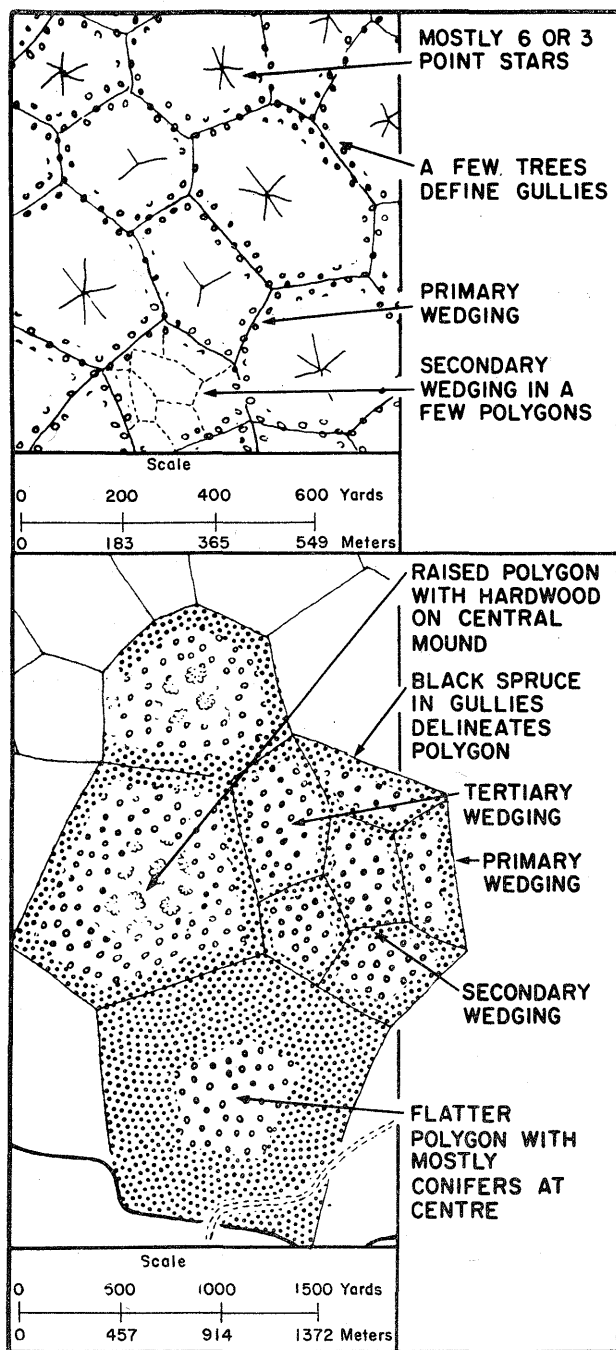 MOSTLY 6 OR 3
POINT STARS
A FEW TREES
DEFINE GULLIES
PRIMARY
WEDGING
SECONDARY
WEDGING IN A
FEW POLYGONS
Scale
0 200 400 600 Yards
0 183 365 549 Meters
RAISED POLYGON
WITH HARDWOOD
ON CENTRAL
MOUND
BLACK SPRUCE
IN GULLIES
DELINEATES
POLYGON
TERTIARY
WEDGING
PRIMARY
WEDGING
SECONDARY
WEDGING
FLATTER
POLYGON WITH
MOSTLY
CONIFERS AT
CENTRE
Scale
0 500 1000 1500 Yards
0 457 914 1372 Meters